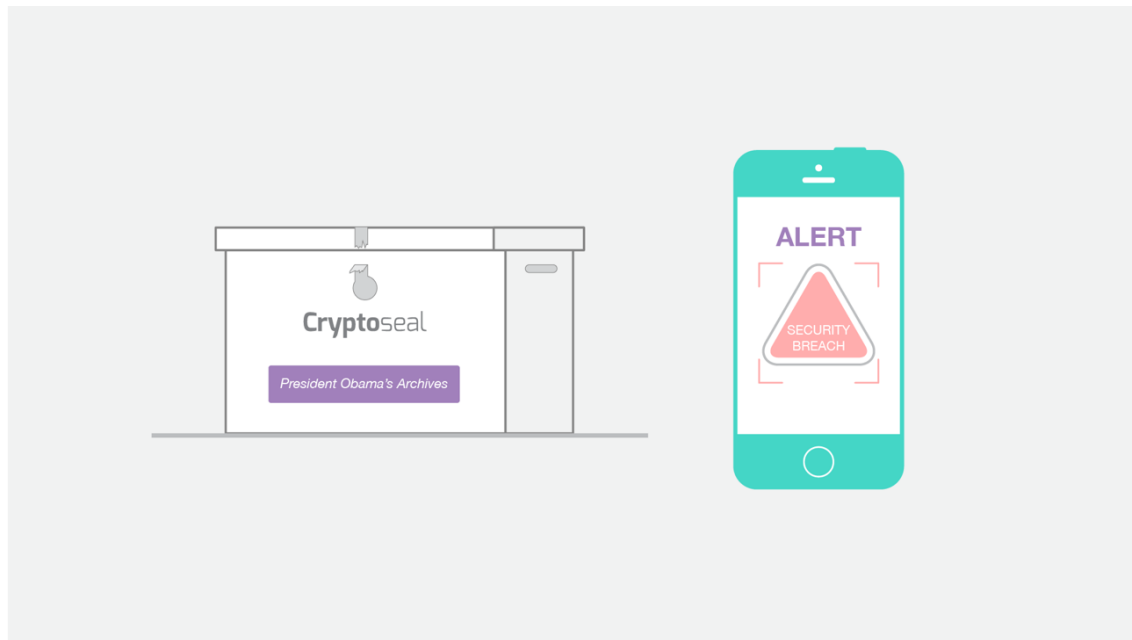 Cryptoseal
President Obama's Archives
ALERT
SECURITY
BREACH